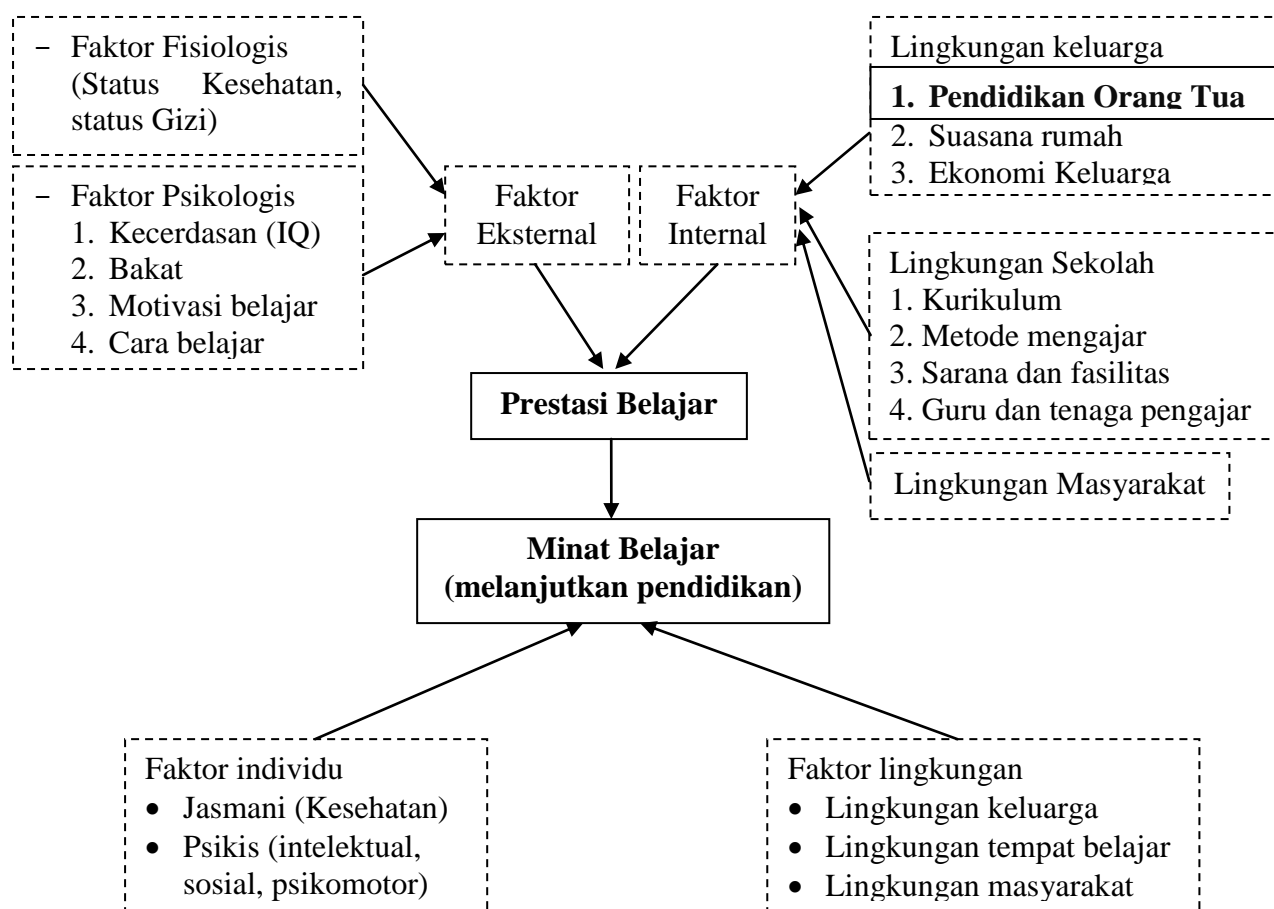 − Faktor Fisiologis
(Status Kesehatan,
status Gizi)
− Faktor Psikologis
1. Kecerdasan (IQ)
2. Bakat
3. Motivasi belajar
4. Cara belajar
Faktor
Eksternal
Faktor
Internal
Lingkungan keluarga
1. Pendidikan Orang Tua
2. Suasana rumah
3. Ekonomi Keluarga
Lingkungan Sekolah
1. Kurikulum
2. Metode mengajar
3. Sarana dan fasilitas
4. Guru dan tenaga pengajar
Lingkungan Masyarakat
Prestasi Belajar
Minat Belajar
(melanjutkan pendidikan)
Faktor individu
• Jasmani (Kesehatan)
• Psikis (intelektual,
sosial, psikomotor)
Faktor lingkungan
• Lingkungan keluarga
• Lingkungan tempat belajar
• Lingkungan masyarakat